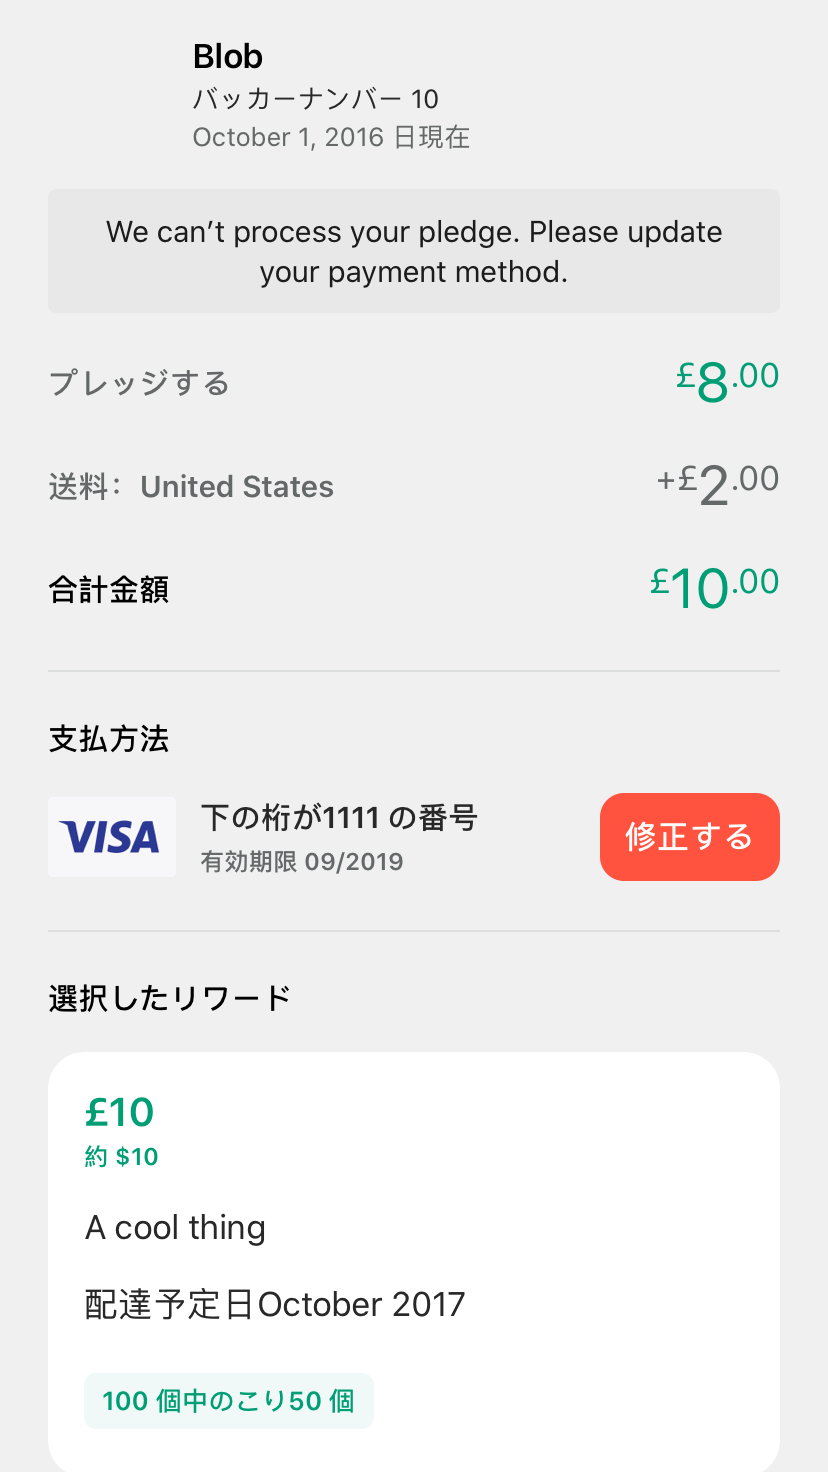 Blob
バッカーナンバー 10
October 1, 2016 日現在
We can’t process your pledge. Please update
your payment method.
プレッジする £8.00
送料： United States +£2.00
合計金額 £10.00
支払方法
VISA 下の桁が1111 の番号
有効期限 09/2019
修正する
選択したリワード
£10
約 $10
A cool thing
配達予定日October 2017
100 個中のこり50 個